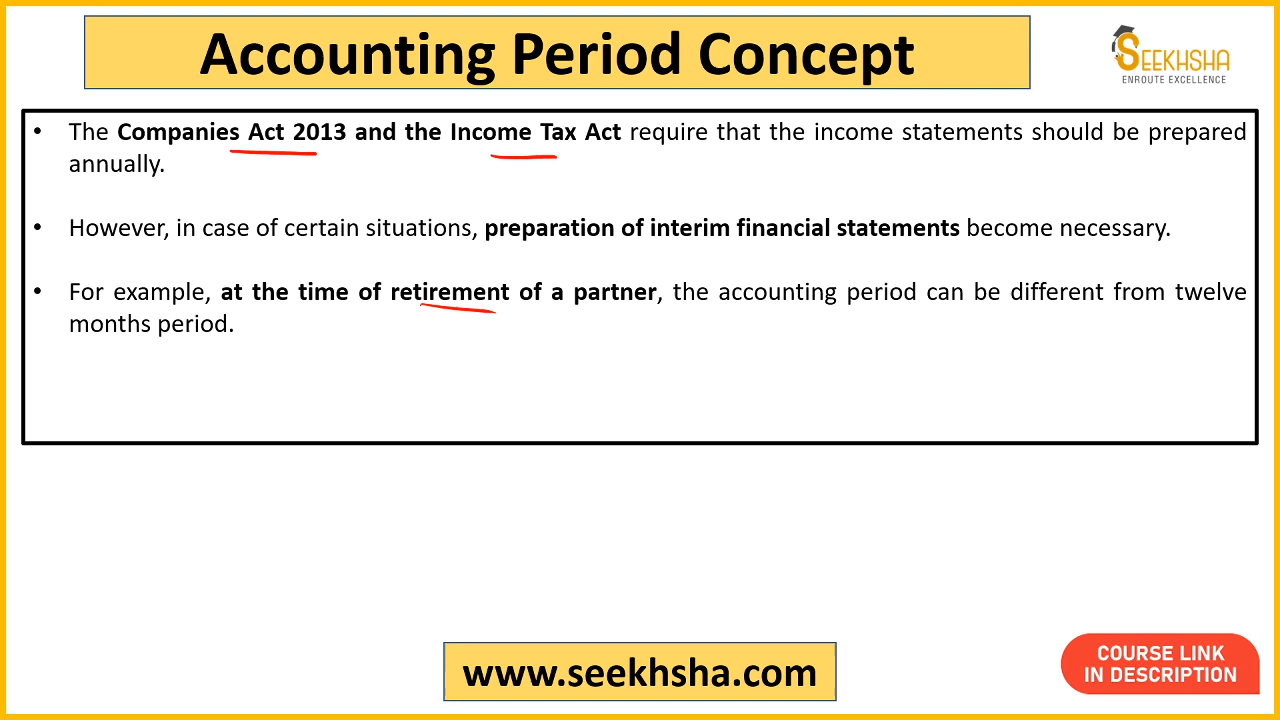 Accounting Period Concept
SEEKHSHA
ENROUTE EXCELLENCE
• The Companies Act 2013 and the Income Tax Act require that the income statements should be prepared
annually.
• However, in case of certain situations, preparation of interim financial statements become necessary.
• For example, at the time of retirement of a partner, the accounting period can be different from twelve
months period.
www.seekhsha.com
COURSE LINK
IN DESCRIPTION